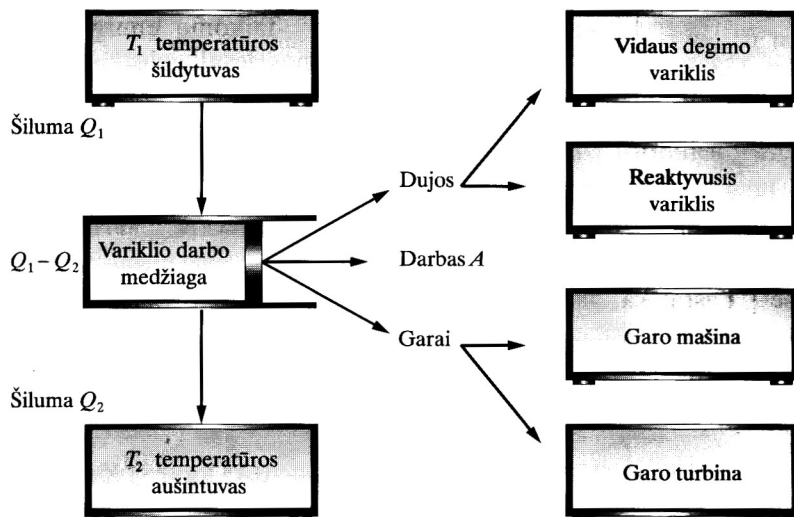 T₁ temperatūros
šildytuvas
Šiluma Q₁
Q₁ − Q₂
Variklio darbo
medžiaga
Šiluma Q₂
T₂ temperatūros
aušintuvas
Dujos
Darbas A
Garai
Vidaus degimo
variklis
Reaktyvusis
variklis
Garo mašina
Garo turbina